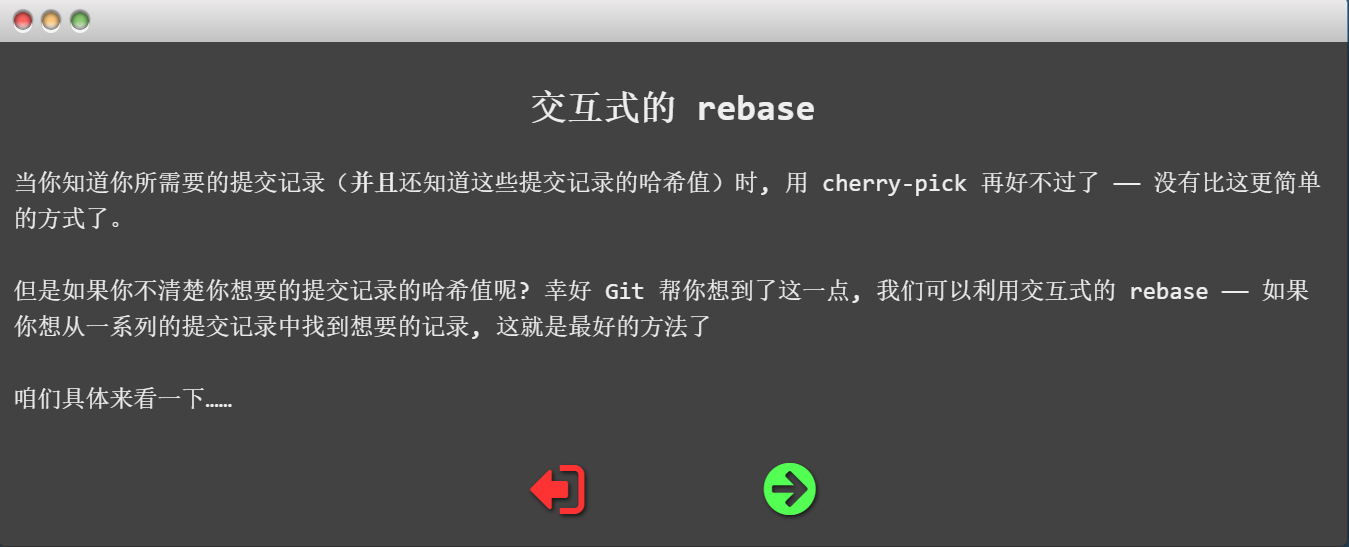 交互式的 rebase
当你知道你所需要的提交记录（并且还知道这些提交记录的哈希值）时, 用 cherry-pick 再好不过了 —— 没有比这更简单
的方式了。
但是如果你不清楚你想要的提交记录的哈希值呢? 幸好 Git 帮你想到了这一点, 我们可以利用交互式的 rebase —— 如果
你想从一系列的提交记录中找到想要的记录, 这就是最好的方法了
咱们具体来看一下……